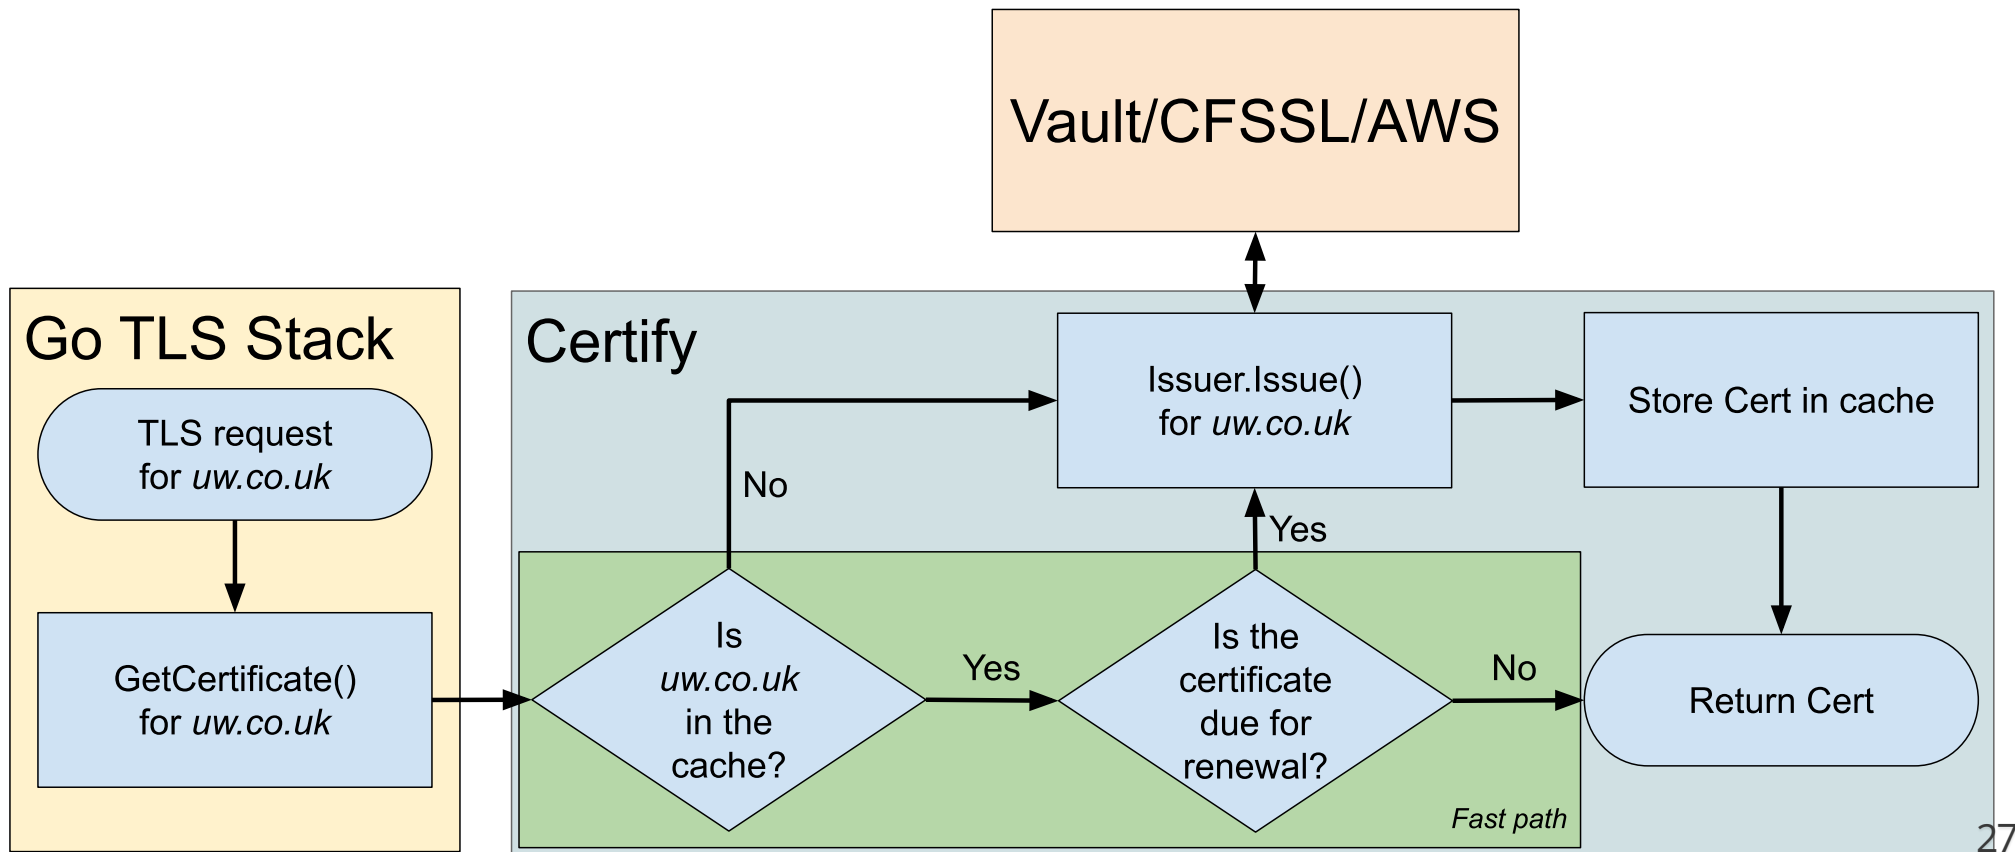 Vault/CFSSL/AWS
Go TLS Stack
TLS request
for uw.co.uk
GetCertificate()
for uw.co.uk
Certify
Issuer.Issue()
for uw.co.uk
Store Cert in cache
No
Yes
Is
uw.co.uk
in the
cache?
Yes
Is the
certificate
due for
renewal?
No
Return Cert
Fast path
27